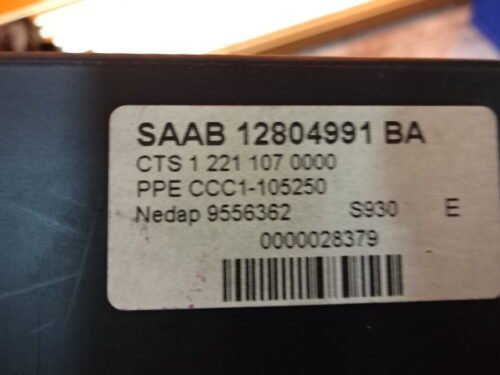 SAAB 12804991 BA
CTS 1 221 107 0000
PPE CCC1-105250
Nedap 9556362 S930 E
0000028379